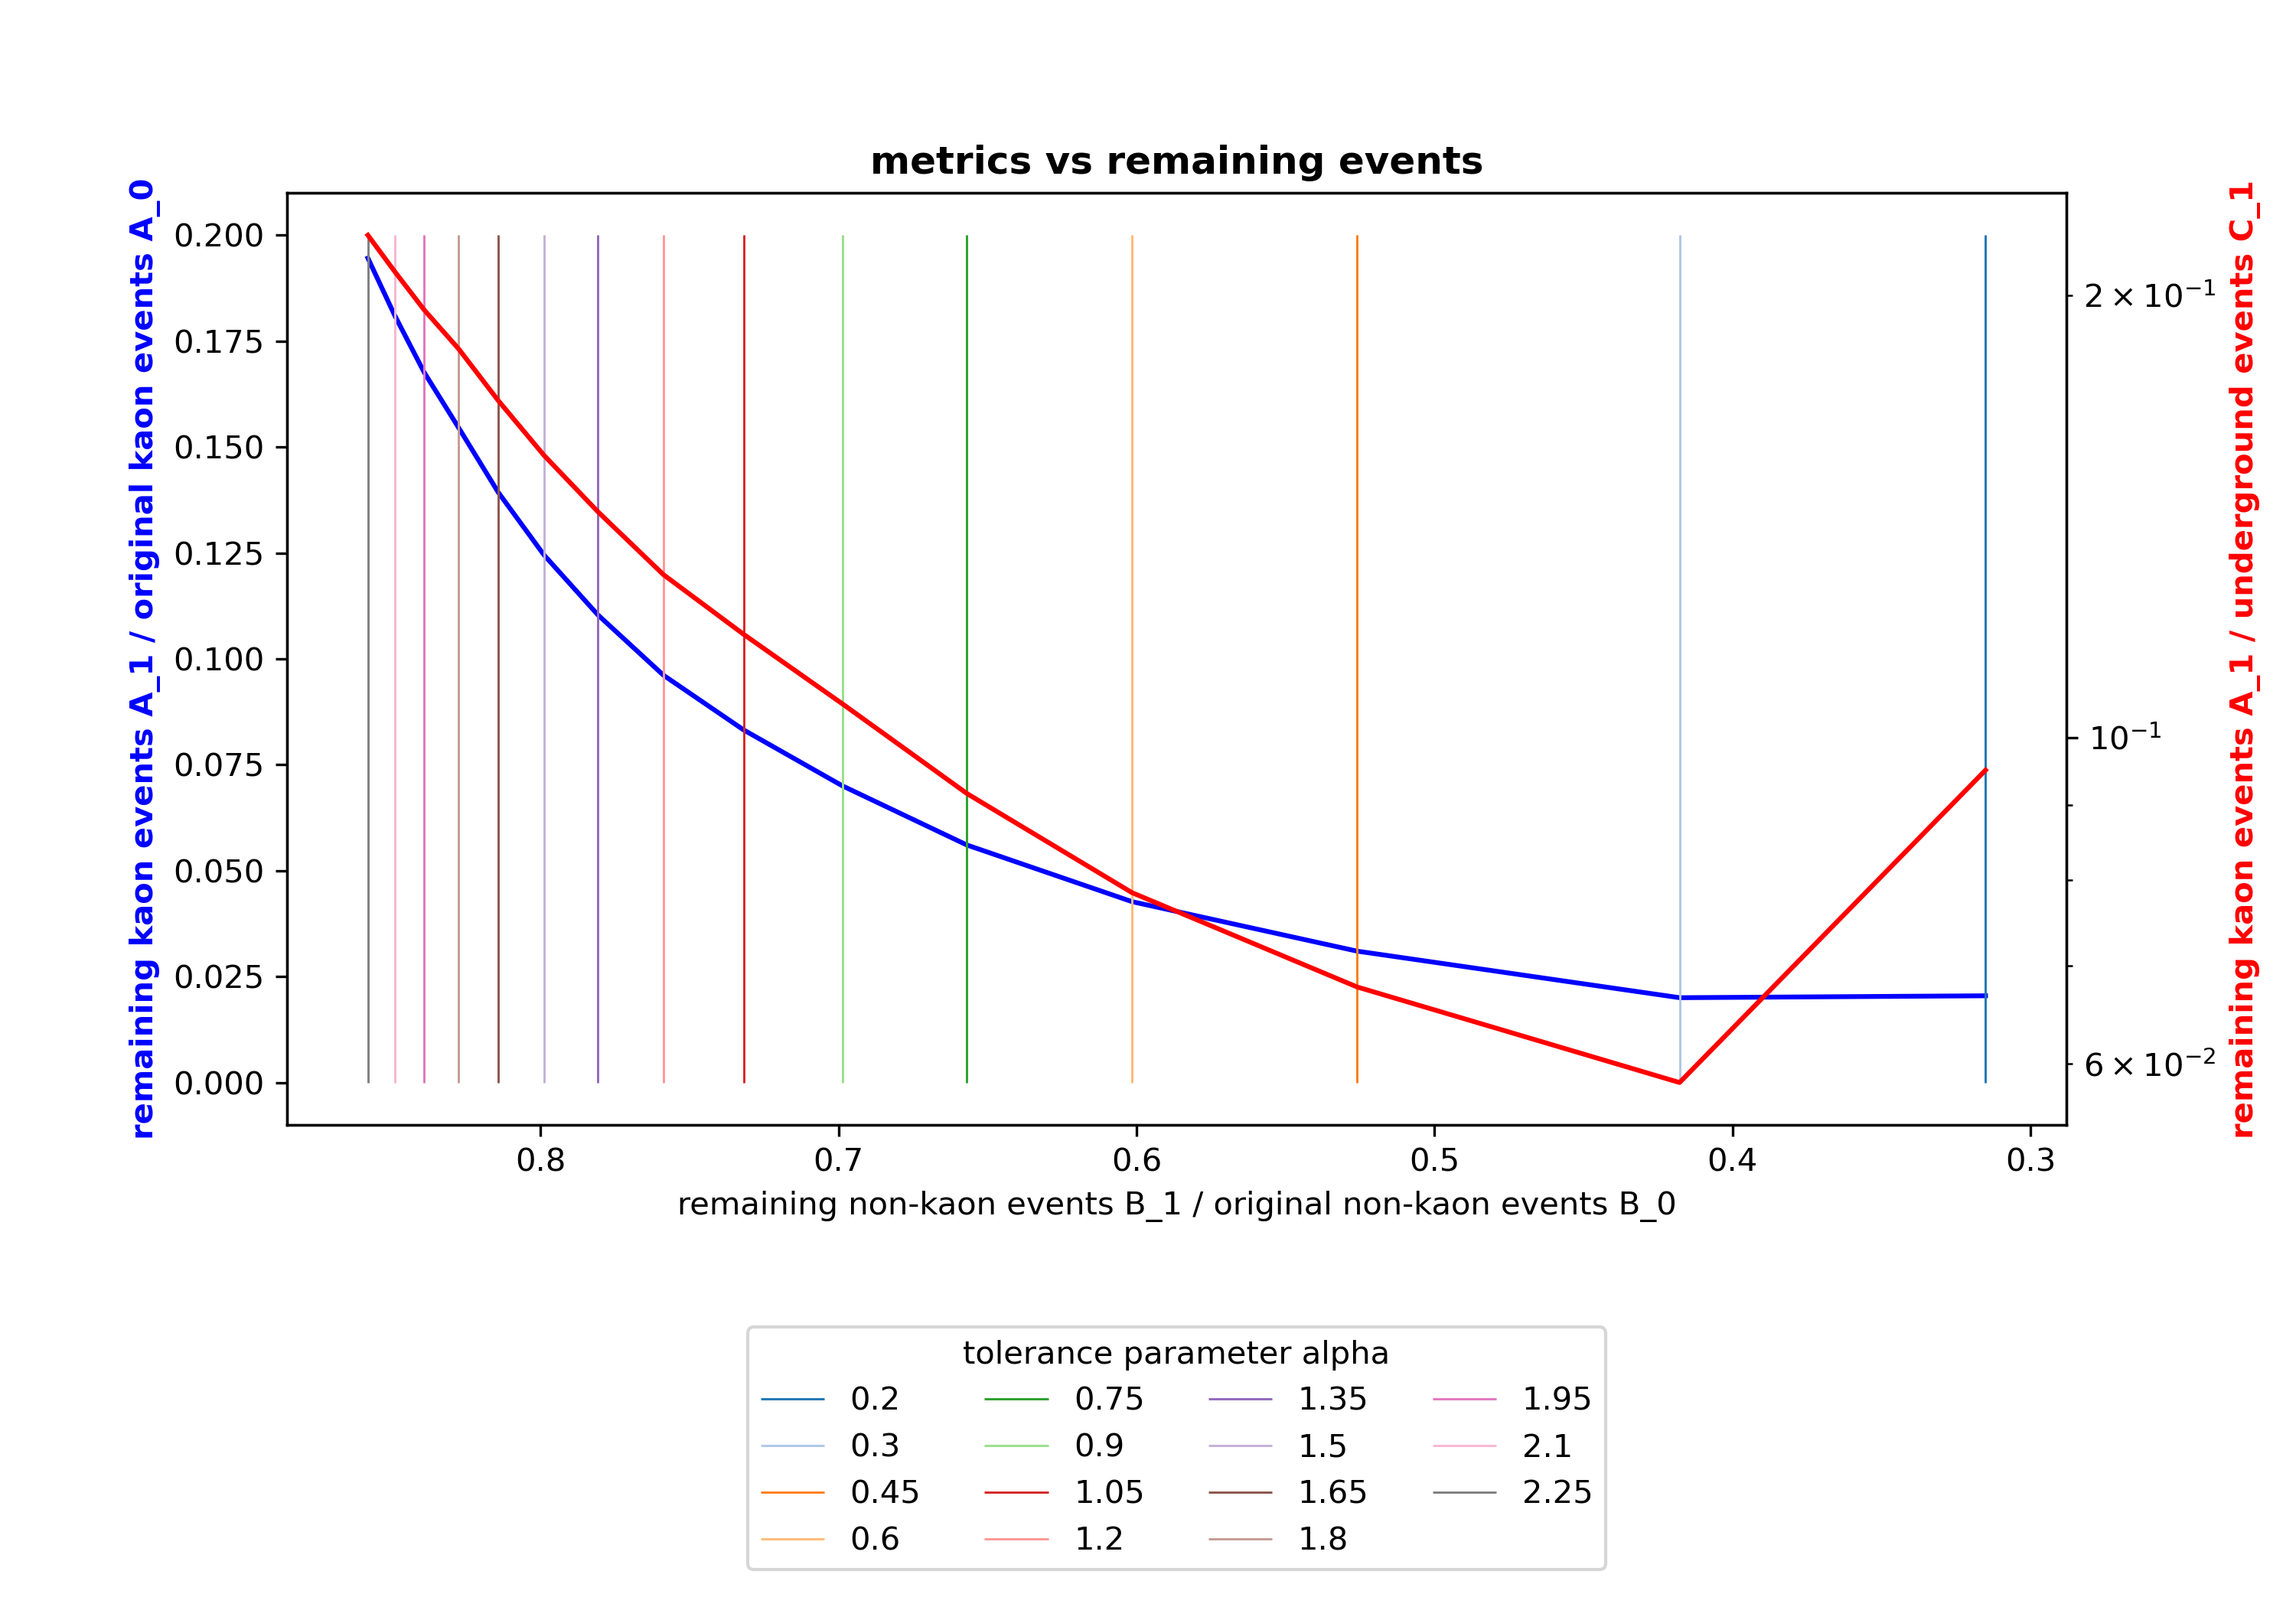 metrics vs remaining events
remaining kaon events A_1 / original kaon events A_0
0.200
0.175
0.150
0.125
0.100
0.075
0.050
0.025
0.000
2×10⁻¹
10⁻¹
6×10⁻²
remaining kaon events A_1 / underground events C_1
0.8 0.7 0.6 0.5 0.4 0.3
remaining non-kaon events B_1 / original non-kaon events B_0
tolerance parameter alpha
0.2 0.75 1.35 1.95
0.3 0.9 1.5 2.1
0.45 1.05 1.65 2.25
0.6 1.2 1.8